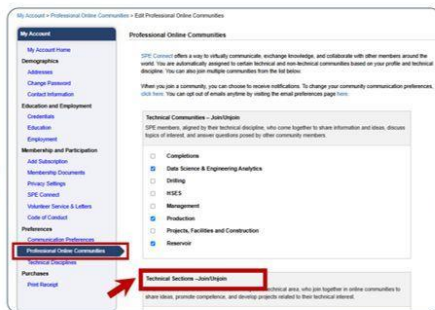 My Account > Professional Online Communities > Edit Professional Online Communities
My Account
My Account Home
Demographics
Addresses
Change Password
Contact Information
Education and Employment
Credentials
Education
Employment
Membership and Participation
Add Subscription
Membership Documents
Privacy Settings
SPE Connect
Volunteer Service & Letters
Code of Conduct
Preferences
Communication Preferences
Professional Online Communities
Technical Disciplines
Purchases
Print Receipt
Professional Online Communities
SPE Connect offers a way to virtually communicate, exchange knowledge, and collaborate with other members around the
world. You are automatically assigned to certain technical and non-technical communities based on your profile and technical
discipline. You can also join multiple communities from the list below.
When you join a community, you can choose to receive notifications. To change your community communication preferences,
click here. You can opt out of emails anytime by visiting the email preferences page here.
Technical Communities – Join/Unjoin
SPE members, aligned by their technical discipline, who come together to share information and ideas, discuss
topics of interest, and answer questions posed by other community members.
Completions
Data Science & Engineering Analytics
Drilling
HSES
Management
Production
Projects, Facilities and Construction
Reservoir
Technical Sections –Join/Unjoin
technical area, who join together in online communities to
share ideas, promote competence, and develop projects related to their technical interest.